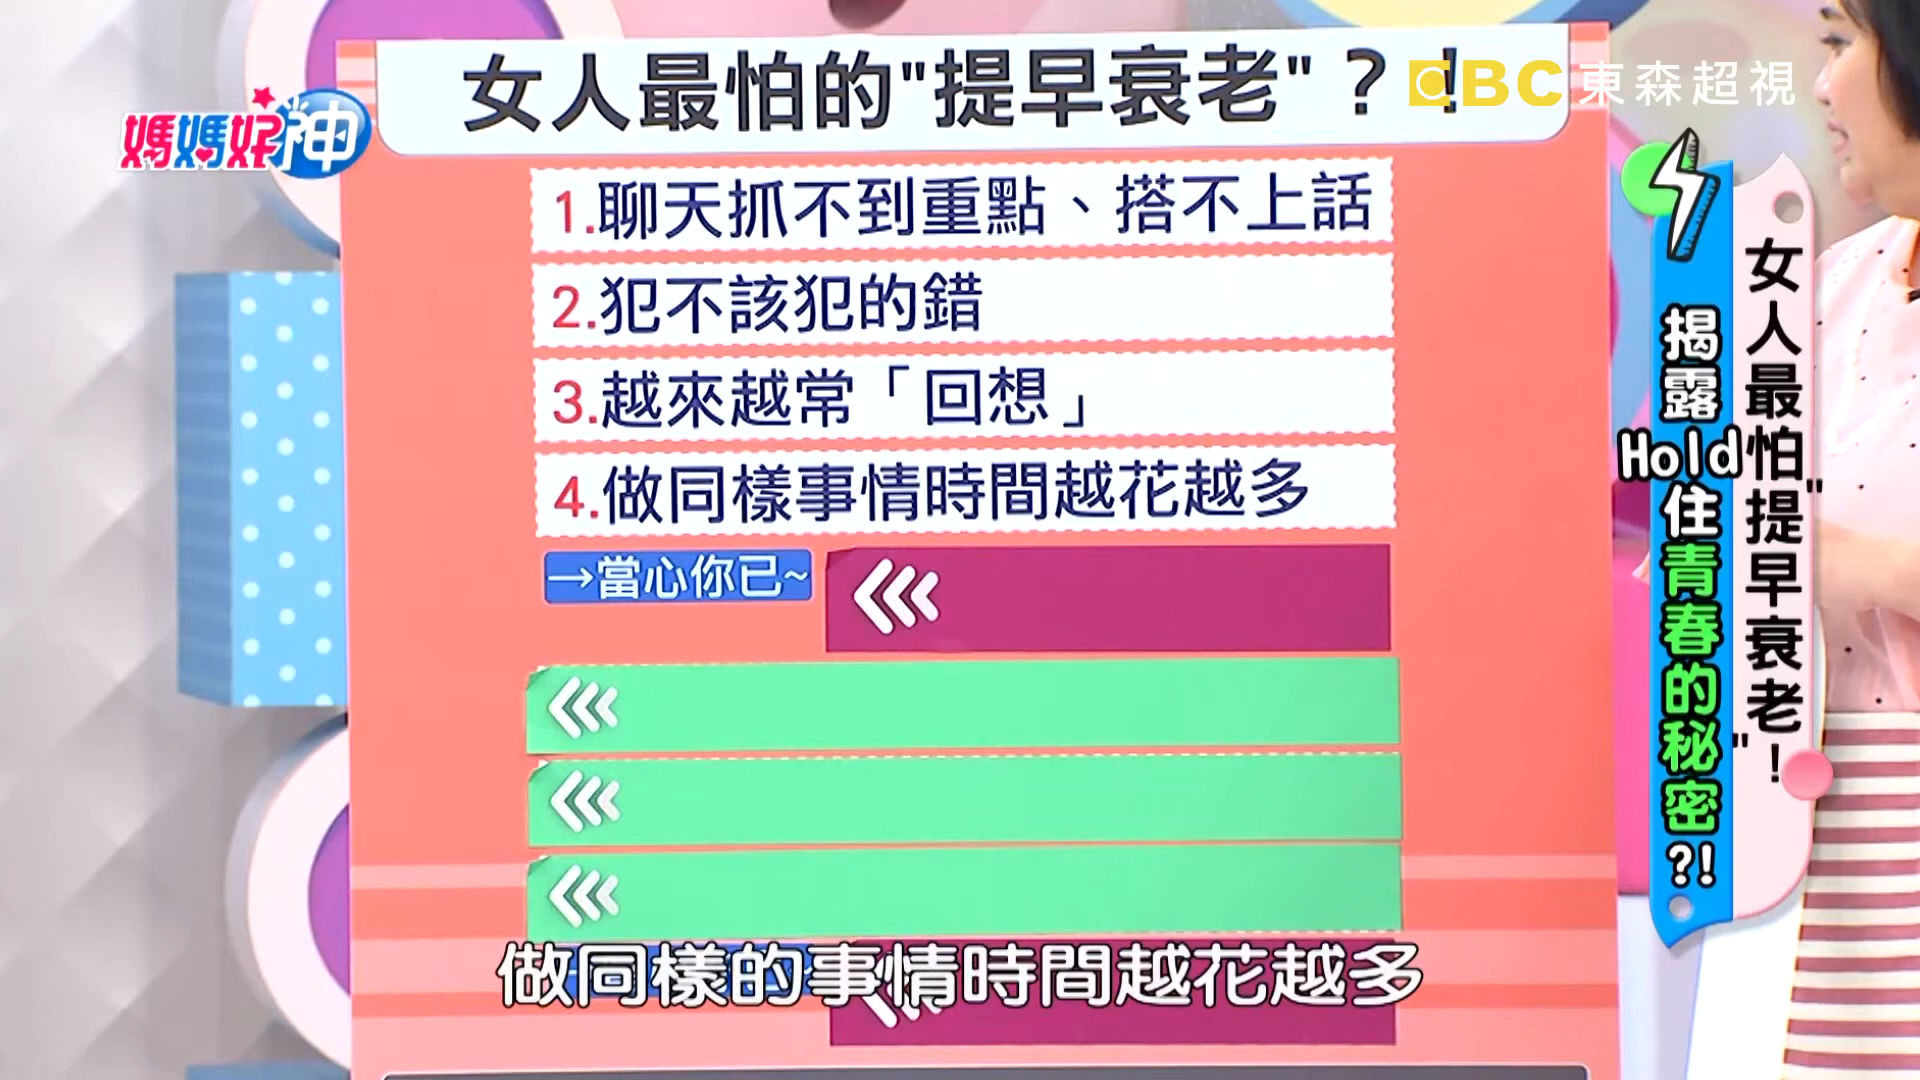 女人最怕的"提早衰老"？！
EBC 東森超視
媽媽好神
1.聊天抓不到重點、搭不上話
2.犯不該犯的錯
3.越來越常「回想」
4.做同樣事情時間越花越多
→當心你已~
女人最怕"提早衰老"！
揭露Hold住青春的秘密?!
做同樣的事情時間越花越多